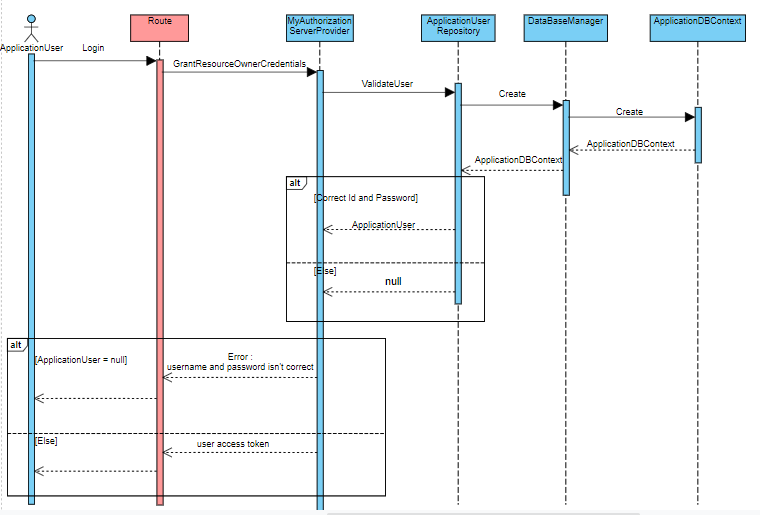 Route
MyAuthorization
ServerProvider
ApplicationUser
Repository
DataBaseManager
ApplicationDBContext
ApplicationUser
Login
GrantResourceOwnerCredentials
ValidateUser
Create
Create
ApplicationDBContext
ApplicationDBContext
alt
[Correct Id and Password]
ApplicationUser
[Else]
null
alt
[ApplicationUser = null]
Error :
username and password isn't correct
[Else]
user access token